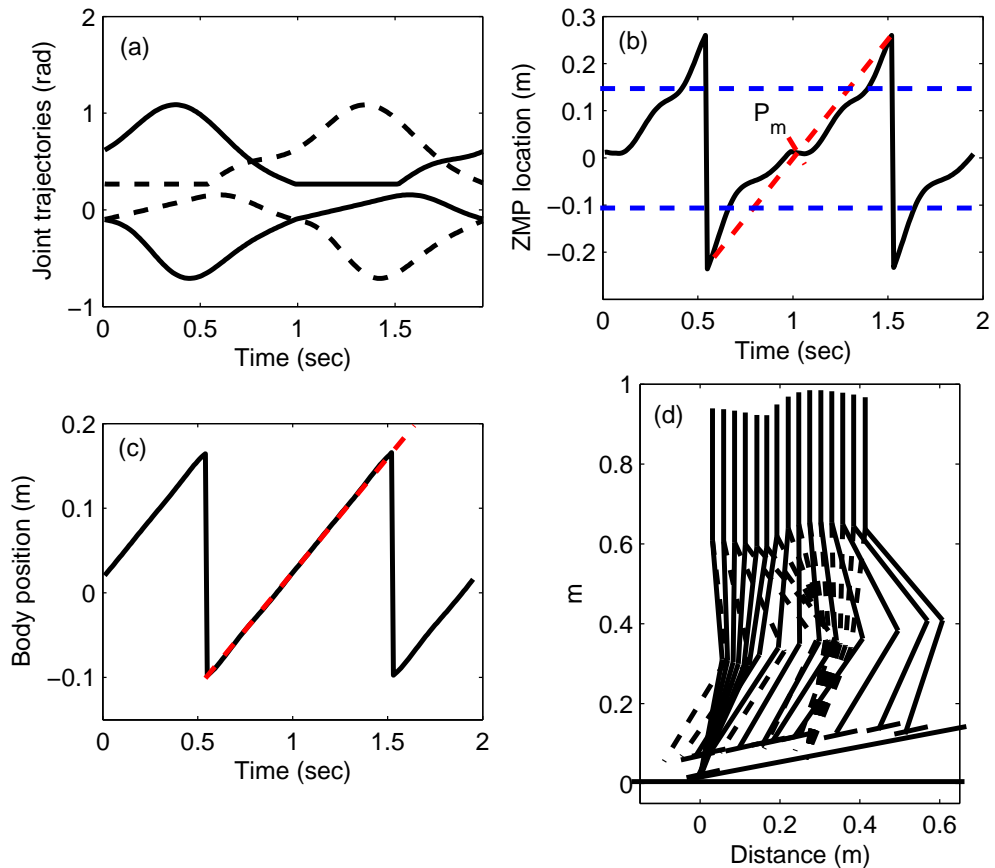 (a)
Joint trajectories (rad)
2
1
0
−1
0
0.5
1
1.5
Time (sec)
(b)
ZMP location (m)
0.3
0.2
0.1
0
−0.1
−0.2
P_m
0
0.5
1
1.5
2
Time (sec)
(c)
Body position (m)
0.2
0.1
0
−0.1
0
0.5
1
1.5
2
Time (sec)
(d)
m
1
0.8
0.6
0.4
0.2
0
0
0.2
0.4
0.6
Distance (m)